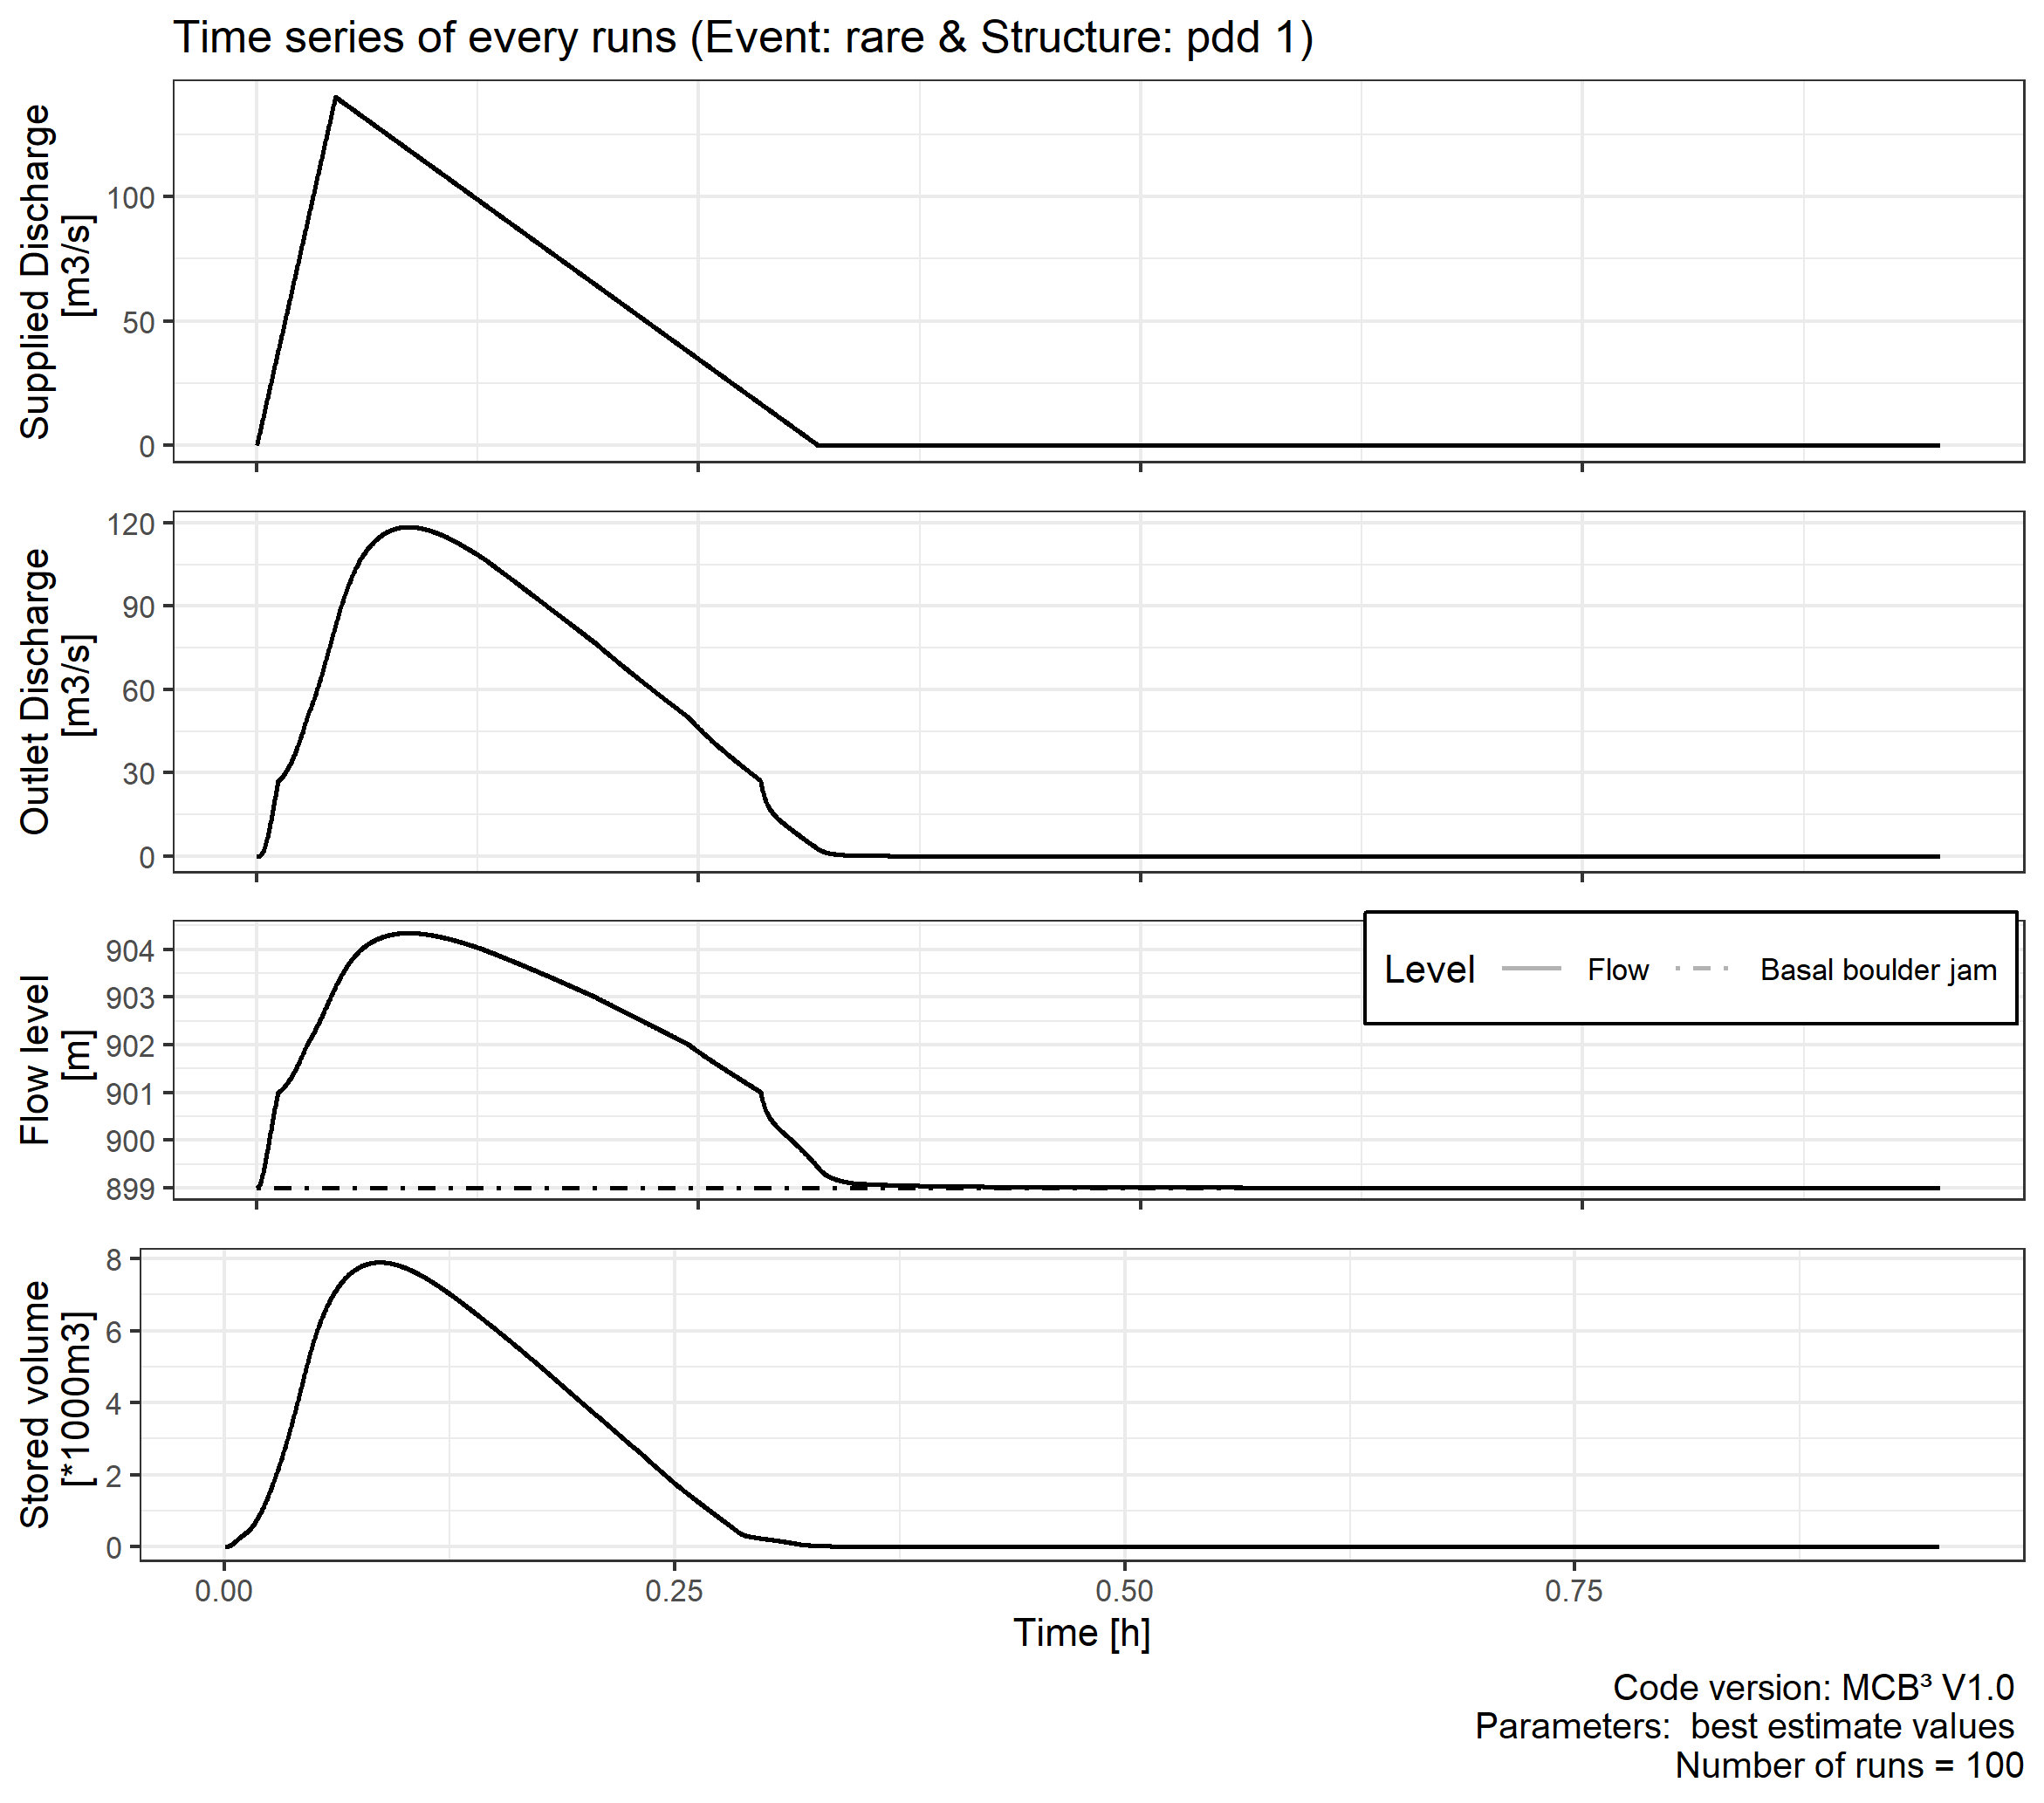 Time series of every runs (Event: rare & Structure: pdd 1)
Supplied Discharge
[m3/s]
100
50
0
Outlet Discharge
[m3/s]
120
90
60
30
0
Flow level
[m]
904
903
902
901
900
899
Level Flow Basal boulder jam
Stored volume
[*1000m3]
8
6
4
2
0
0.00 0.25 0.50 0.75
Time [h]
Code version: MCB³ V1.0
Parameters:  best estimate values
Number of runs = 100